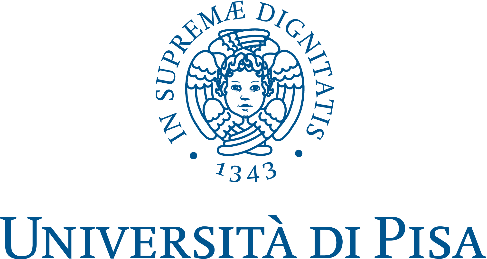 IN SUPREMÆ DIGNITATIS
1343
UNIVERSITÀ DI PISA